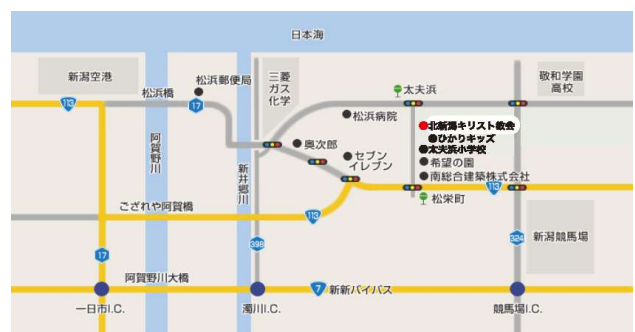 日本海
新潟空港
松浜郵便局
松浜橋
17
113
三菱
ガス
化学
太夫浜
敬和学園
高校
松浜病院
北新潟キリスト教会
ひかりキッズ
太夫浜小学校
希望の園
南総合建築株式会社
奥次郎
セブン
イレブン
阿賀野川
新井郷川
松栄町
113
ござれや阿賀橋
113
17
398
324
新潟競馬場
阿賀野川大橋
7
新新バイパス
一日市I.C.
濁川I.C.
競馬場I.C.